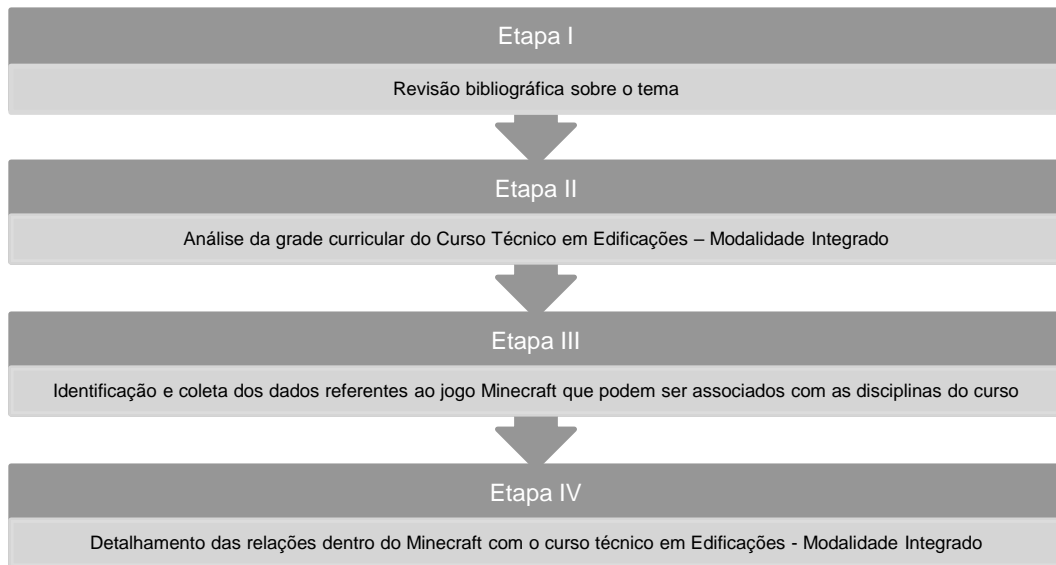 Etapa I
Revisão bibliográfica sobre o tema
Etapa II
Análise da grade curricular do Curso Técnico em Edificações – Modalidade Integrado
Etapa III
Identificação e coleta dos dados referentes ao jogo Minecraft que podem ser associados com as disciplinas do curso
Etapa IV
Detalhamento das relações dentro do Minecraft com o curso técnico em Edificações - Modalidade Integrado